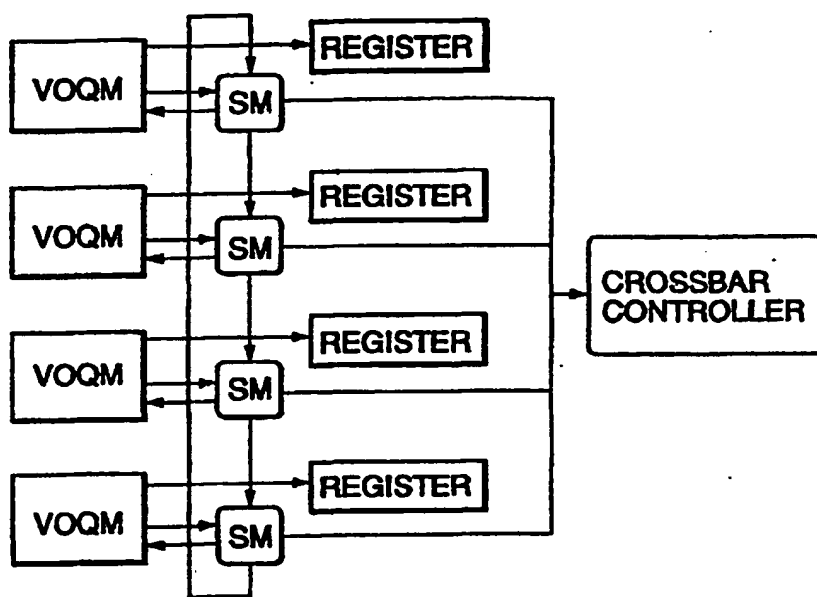 REGISTER
VOQM
SM
REGISTER
VOQM
SM
CROSSBAR
CONTROLLER
REGISTER
VOQM
SM
REGISTER
VOQM
SM